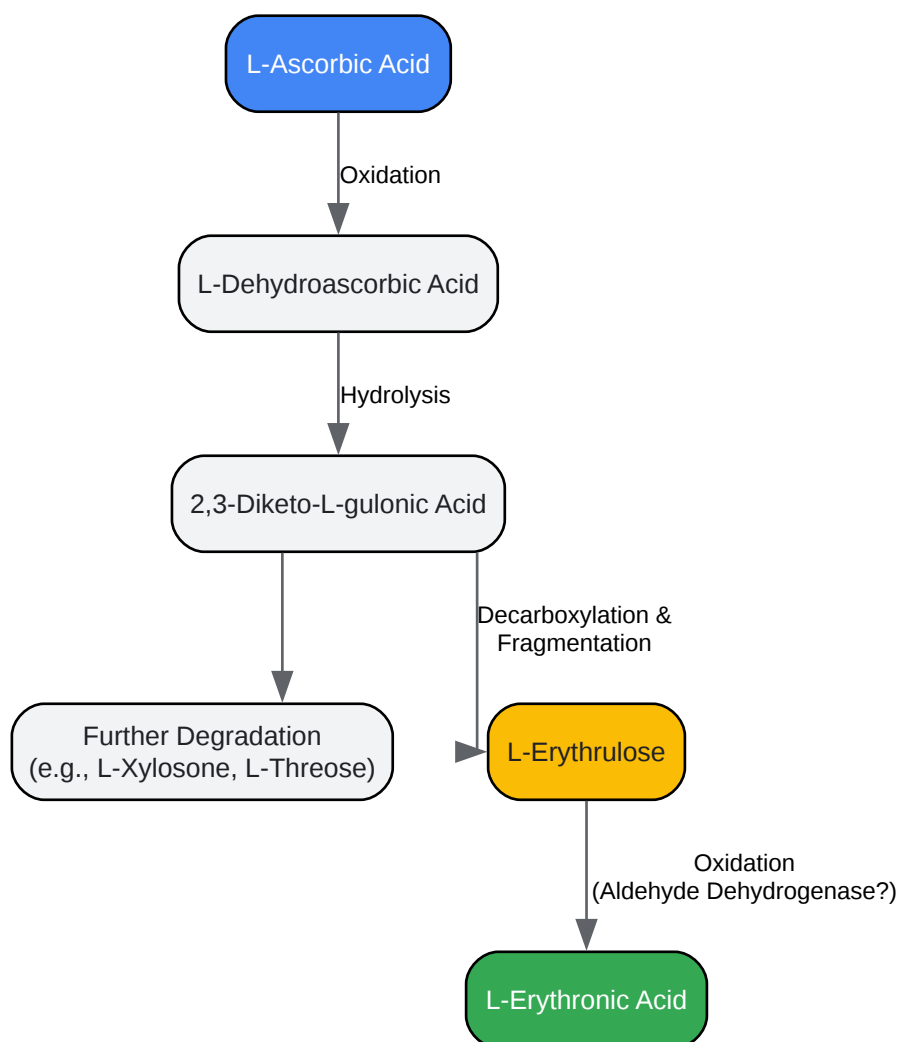 L-Ascorbic Acid
Oxidation
L-Dehydroascorbic Acid
Hydrolysis
2,3-Diketo-L-gulonic Acid
Decarboxylation &
Fragmentation
Further Degradation
(e.g., L-Xylosone, L-Threose)
L-Erythrulose
Oxidation
(Aldehyde Dehydrogenase?)
L-Erythronic Acid